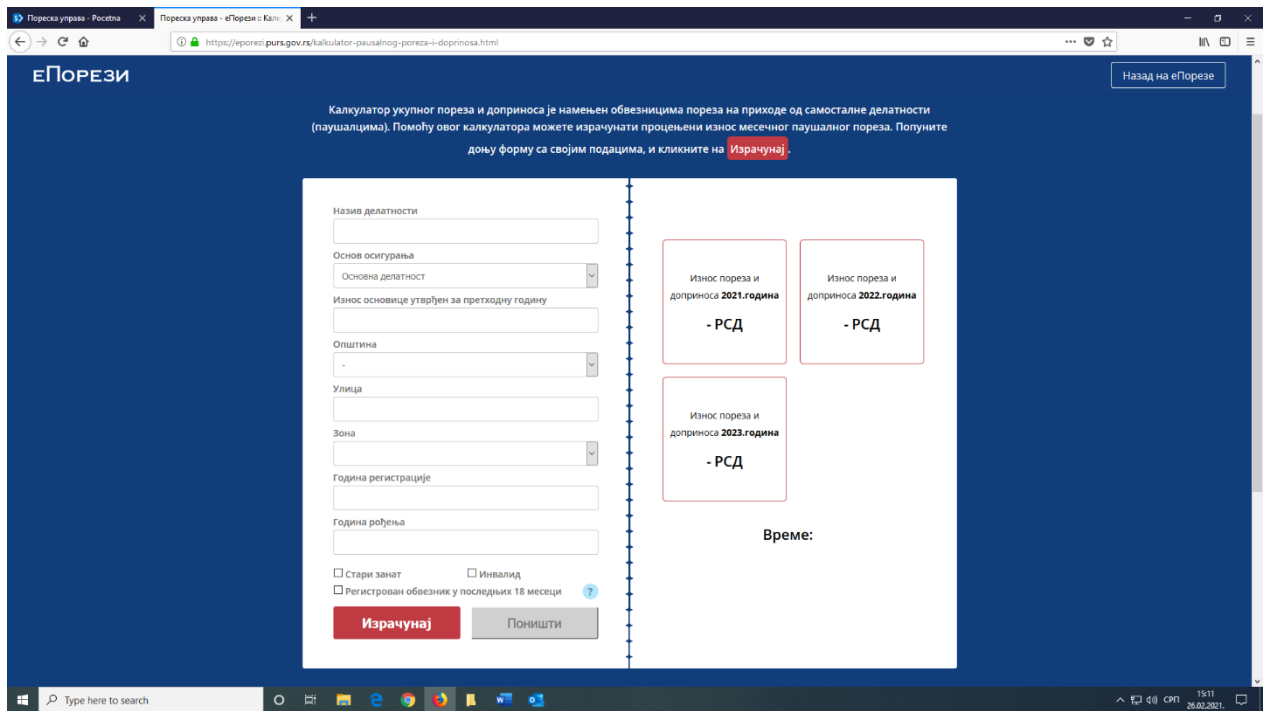 Пореска управа - Pocetna
Пореска управа - еПорези :: Калк
https://eporezi.purs.gov.rs/kalkulator-pausalnog-poreza-i-doprinosa.html
еПорези
Назад на еПорезе
Калкулатор укупног пореза и доприноса је намењен обвезницима пореза на приходе од самосталне делатности
(паушалцима). Помоћу овог калкулатора можете израчунати процењени износ месечног паушалног пореза. Попуните
доњу форму са својим подацима, и кликните на Израчунај .
Назив делатности
Основ осигурања
Основна делатност
Износ основице утврђен за претходну годину
Општина
-
Улица
Зона
Година регистрације
Година рођења
Стари занат
Инвалид
Регистрован обвезник у последњих 18 месеци ?
Израчунај
Поништи
Износ пореза и
доприноса 2021.година
- РСД
Износ пореза и
доприноса 2022.година
- РСД
Износ пореза и
доприноса 2023.година
- РСД
Време:
Type here to search
СРП
15:11
26.02.2021.